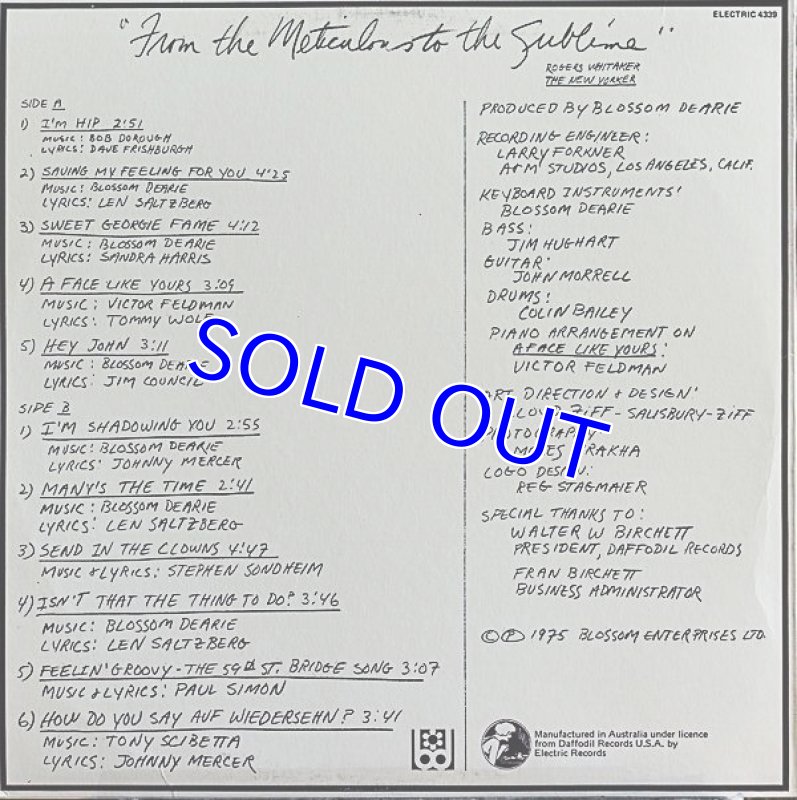 ELECTRIC 4339
"From the Meticulous to the Sublime"
ROGERS WHITAKER
THE NEW YORKER
SIDE A
1) I'M HIP 2:51
MUSIC: BOB DOROUGH
LYRICS: DAVE FRISHBURGH
2) SAVING MY FEELING FOR YOU 4:25
MUSIC: BLOSSOM DEARIE
LYRICS: LEN SALTZBERG
3) SWEET GEORGIE FAME 4:12
MUSIC: BLOSSOM DEARIE
LYRICS: SANDRA HARRIS
4) A FACE LIKE YOURS 3:09
MUSIC: VICTOR FELDMAN
LYRICS: TOMMY WOLF
5) HEY JOHN 3:11
MUSIC: BLOSSOM DEARIE
LYRICS: JIM COUNCIL
SIDE B
1) I'M SHADOWING YOU 2:55
MUSIC: BLOSSOM DEARIE
LYRICS: JOHNNY MERCER
2) MANY'S THE TIME 2:41
MUSIC: BLOSSOM DEARIE
LYRICS: LEN SALTZBERG
3) SEND IN THE CLOWNS 4:47
MUSIC & LYRICS: STEPHEN SONDHEIM
4) ISN'T THAT THE THING TO DO? 3:46
MUSIC: BLOSSOM DEARIE
LYRICS: LEN SALTZBERG
5) FEELIN' GROOVY - THE 59th ST. BRIDGE SONG 3:07
MUSIC & LYRICS: PAUL SIMON
6) HOW DO YOU SAY AUF WIEDERSEHN? 3:41
MUSIC: TONY SCIBETTA
LYRICS: JOHNNY MERCER
PRODUCED BY BLOSSOM DEARIE
RECORDING ENGINEER:
LARRY FORKNER
A+M STUDIOS, LOS ANGELES, CALIF.
KEYBOARD INSTRUMENTS:
BLOSSOM DEARIE
BASS:
JIM HUGHART
GUITAR:
JOHN MORRELL
DRUMS:
COLIN BAILEY
PIANO ARRANGEMENT ON
A FACE LIKE YOURS:
VICTOR FELDMAN
ART DIRECTION & DESIGN:
ZIFF - SALISBURY-ZIFF
PHOTOGRAPHY
LOGO DESIGN:
REG STAGMAIER
SPECIAL THANKS TO:
WALTER W BIRCHETT
PRESIDENT, DAFFODIL RECORDS
FRAN BIRCHETT
BUSINESS ADMINISTRATOR
© ℗ 1975 BLOSSOM ENTERPRISES LTD.
Manufactured in Australia under licence
from Daffodil Records U.S.A. by
Electric Records
SOLD OUT